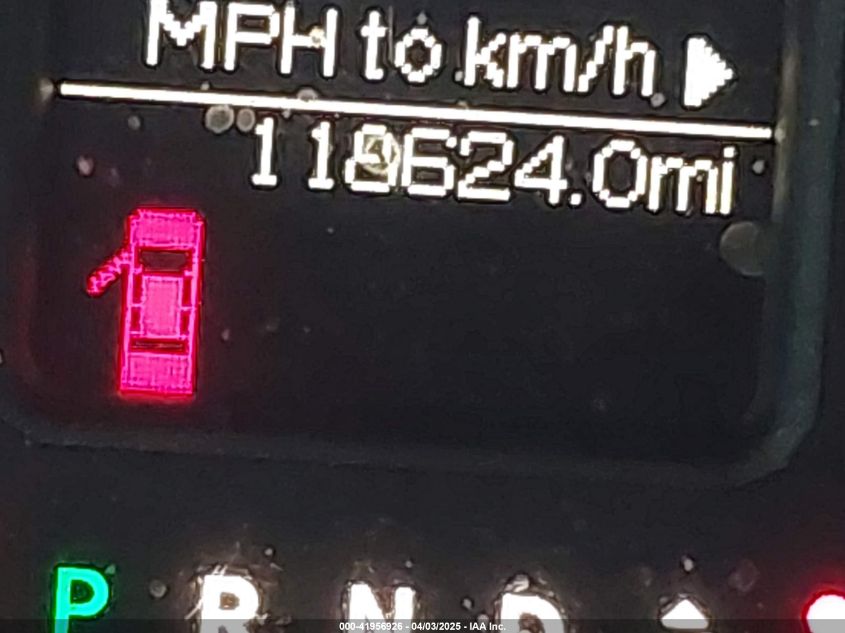 MPH to km/h ▶
118624.0mi
P R N D
000-41956926 - 04/03/2025 - IAA Inc.